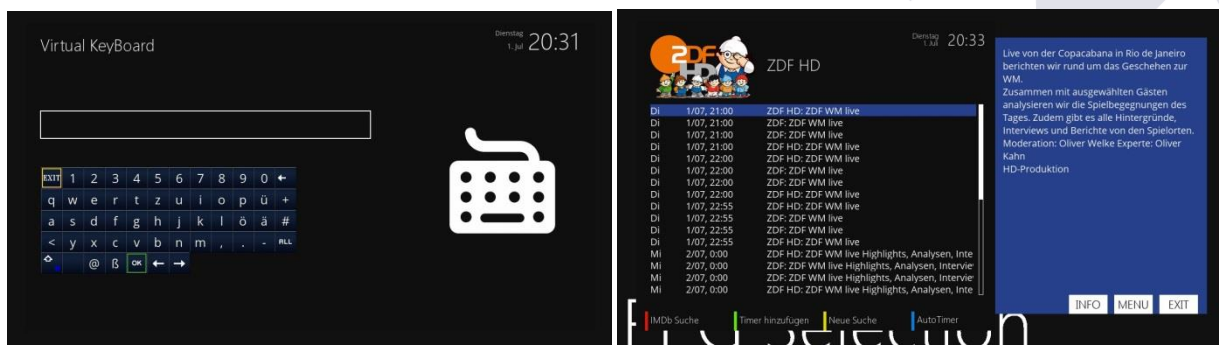 Virtual KeyBoard
Dienstag
1. Jul 20:31
EXIT 1 2 3 4 5 6 7 8 9 0 ←
q w e r t z u i o p ü +
a s d f g h j k l ö ä #
< y x c v b n m , . - ALL
@ ß OK ← →
ZDF HD
ZDF HD
Dienstag
1. Jul 20:33
Di 1/07, 21:00 ZDF HD: ZDF WM live
Di 1/07, 21:00 ZDF: ZDF WM live
Di 1/07, 21:00 ZDF: ZDF WM live
Di 1/07, 21:00 ZDF HD: ZDF WM live
Di 1/07, 22:00 ZDF HD: ZDF WM live
Di 1/07, 22:00 ZDF: ZDF WM live
Di 1/07, 22:00 ZDF: ZDF WM live
Di 1/07, 22:00 ZDF HD: ZDF WM live
Di 1/07, 22:55 ZDF HD: ZDF WM live
Di 1/07, 22:55 ZDF: ZDF WM live
Di 1/07, 22:55 ZDF: ZDF WM live
Di 1/07, 22:55 ZDF HD: ZDF WM live
Mi 2/07, 0:00 ZDF HD: ZDF WM live Highlights, Analysen, Inte
Mi 2/07, 0:00 ZDF: ZDF WM live Highlights, Analysen, Intervie
Mi 2/07, 0:00 ZDF: ZDF WM live Highlights, Analysen, Intervie
Mi 2/07, 0:00 ZDF HD: ZDF WM live Highlights, Analysen, Inte
Live von der Copacabana in Rio de Janeiro
berichten wir rund um das Geschehen zur
WM.
Zusammen mit ausgewählten Gästen
analysieren wir die Spielbegegnungen des
Tages. Zudem gibt es alle Hintergründe,
Interviews und Berichte von den Spielorten.
Moderation: Oliver Welke Experte: Oliver
Kahn
HD-Produktion
INFO MENU EXIT
IMDb Suche Timer hinzufügen Neue Suche AutoTimer
selection